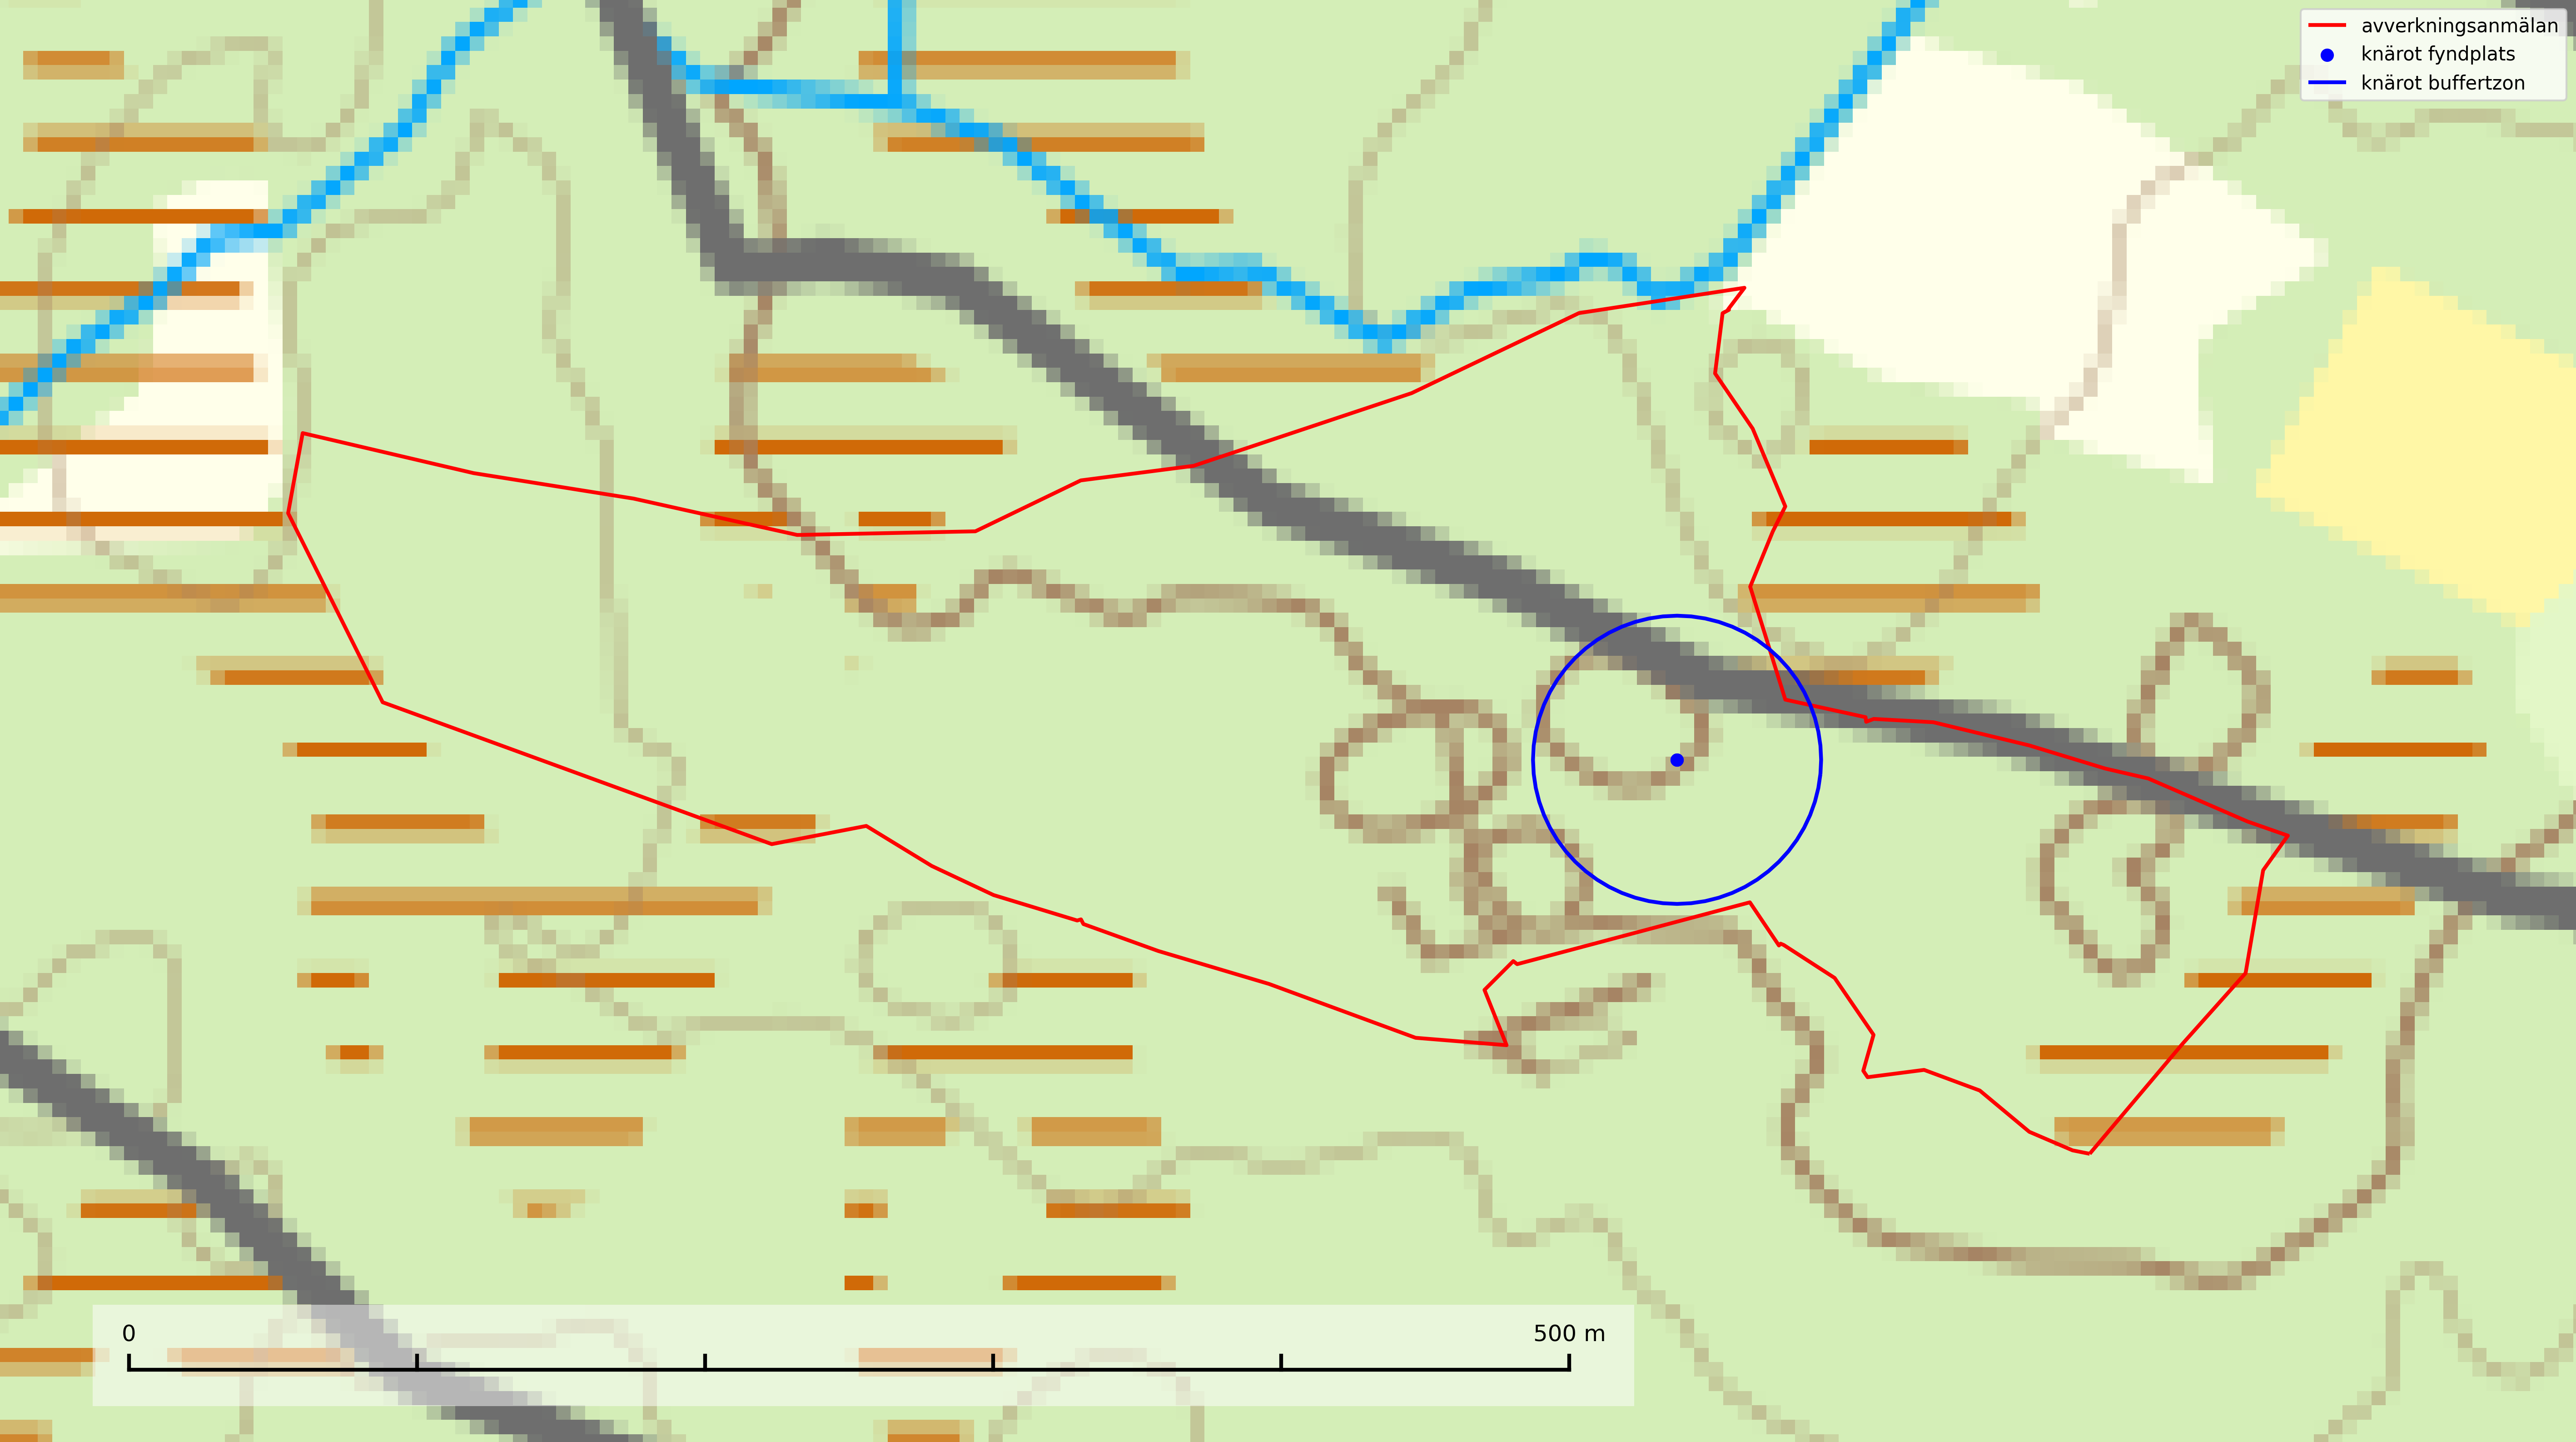 avverkningsanmälan
knärot fyndplats
knärot buffertzon
0 500 m